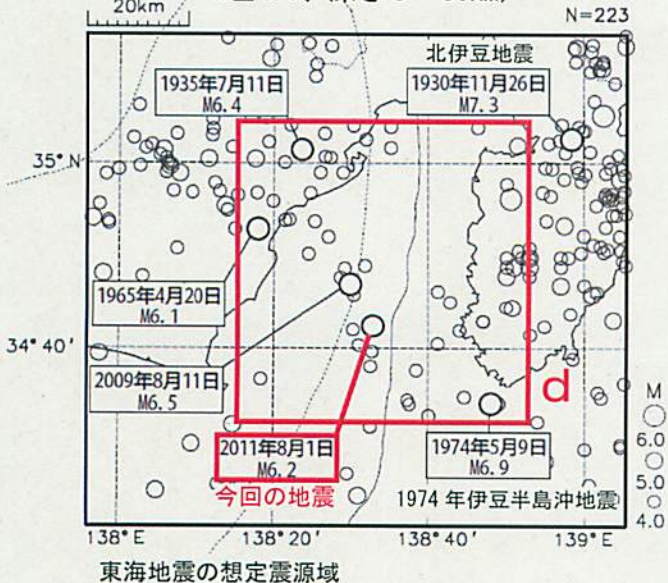 20km
N=223
北伊豆地震
1935年7月11日
M6.4
1930年11月26日
M7.3
35°N
1965年4月20日
M6.1
34°40'
2009年8月11日
M6.5
d
M
6.0
5.0
4.0
2011年8月1日
M6.2
今回の地震
1974年5月9日
M6.9
1974年伊豆半島沖地震
138°E
138°20'
138°40'
139°E
東海地震の想定震源域